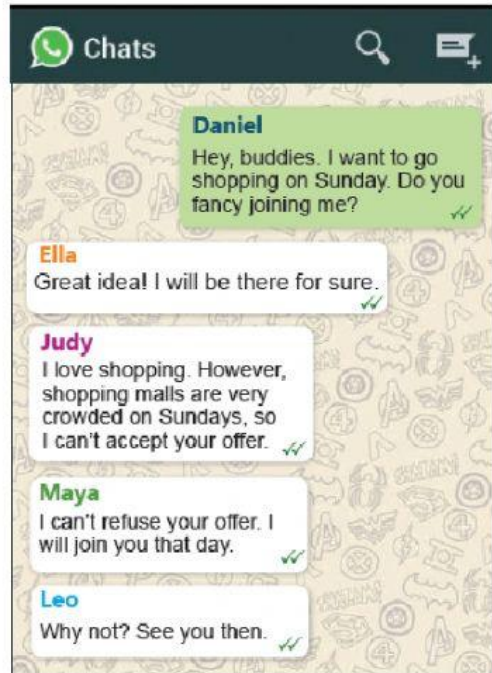 Chats
Daniel
Hey, buddies. I want to go
shopping on Sunday. Do you
fancy joining me?
Ella
Great idea! I will be there for sure.
Judy
I love shopping. However,
shopping malls are very
crowded on Sundays, so
I can't accept your offer.
Maya
I can't refuse your offer. I
will join you that day.
Leo
Why not? See you then.